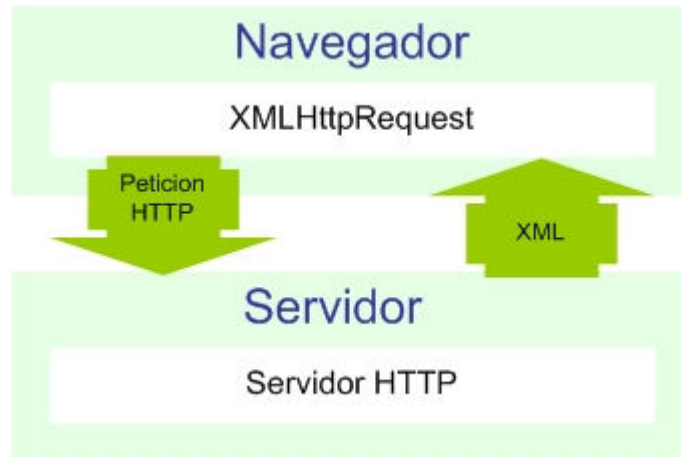 Navegador
XMLHttpRequest
Peticion
HTTP
XML
Servidor
Servidor HTTP